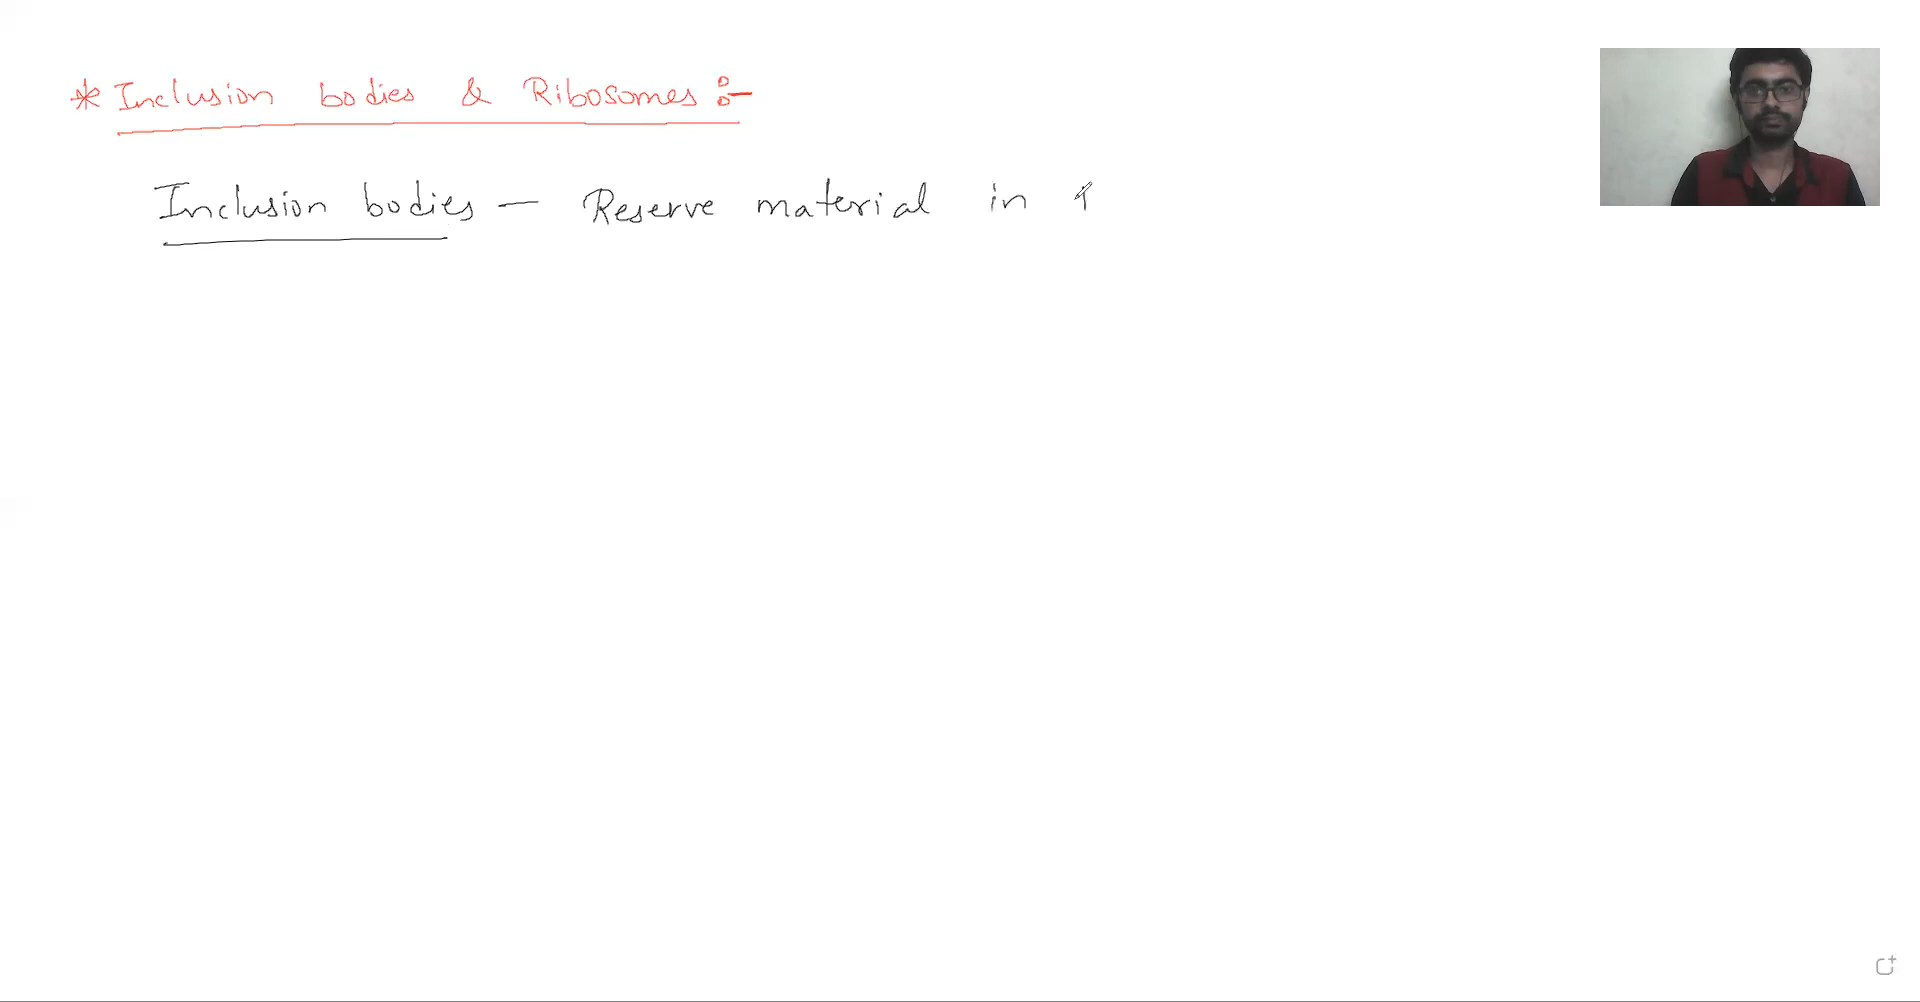 * Inclusion bodies & Ribosomes :-
Inclusion bodies — Reserve material in